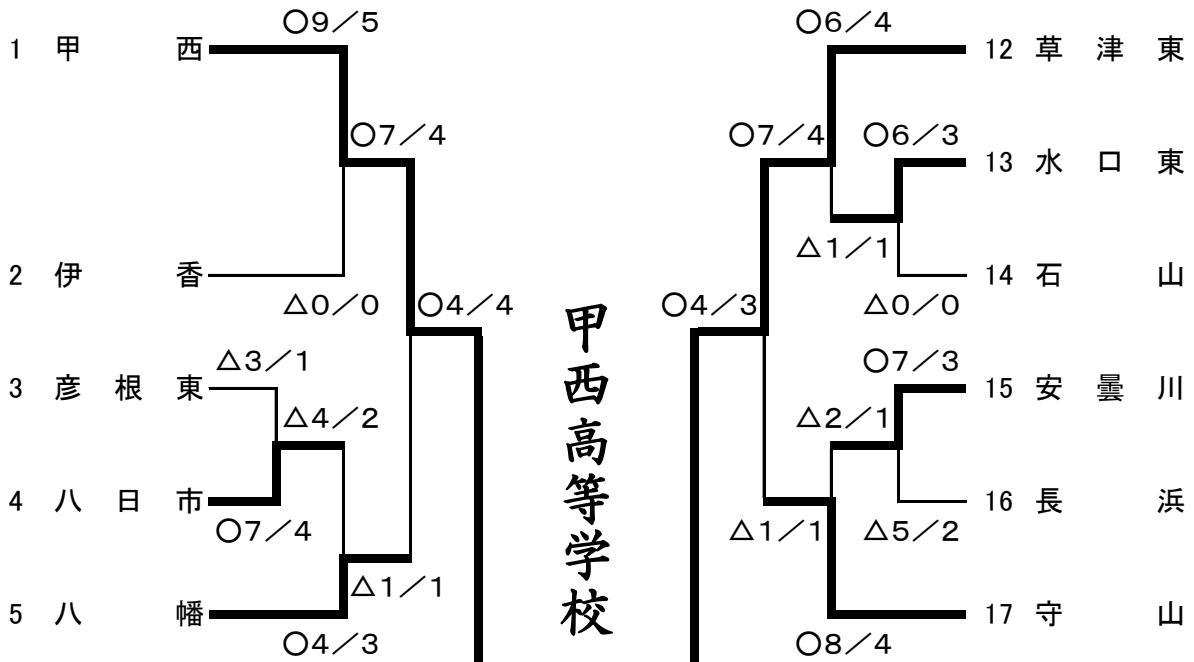 ○9／5
○6／4
1 甲西
12 草津東
○7／4
○7／4
○6／3
13 水口東
△1／1
2 伊香
14 石山
△0／0
○4／4
○4／3
△0／0
甲西高等学校
△3／1
○7／3
3 彦根東
15 安曇川
△4／2
△2／1
4 八日市
16 長浜
○7／4
△1／1
△5／2
△1／1
5 八幡
17 守山
○4／3
○8／4